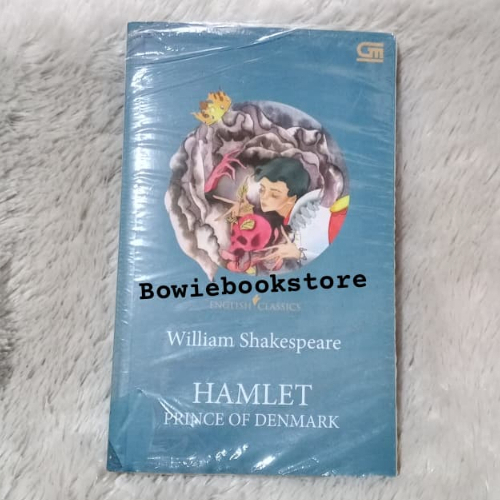 GM
Bowiebookstore
ENGLISH CLASSICS
William Shakespeare
HAMLET
PRINCE OF DENMARK